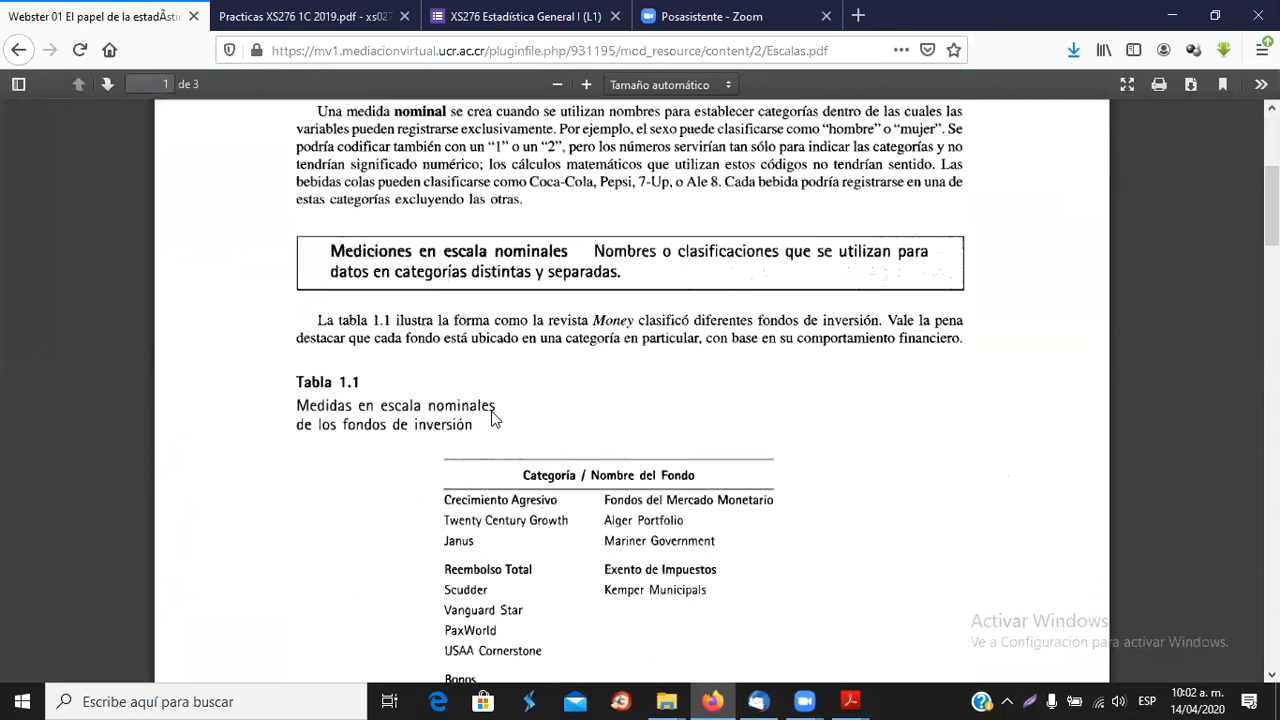 Webster 01 El papel de la estadÃsti
Practicas XS276 1C 2019.pdf - xs027
XS276 Estadística General I (L1)
Posasistente - Zoom
https://mv1.mediacionvirtual.ucr.ac.cr/pluginfile.php/931195/mod_resource/content/2/Escalas.pdf
1 de 3
Tamaño automático
Una medida nominal se crea cuando se utilizan nombres para establecer categorías dentro de las cuales las
variables pueden registrarse exclusivamente. Por ejemplo, el sexo puede clasificarse como “hombre” o “mujer”. Se
podría codificar también con un “1” o un “2”, pero los números servirían tan sólo para indicar las categorías y no
tendrían significado numérico; los cálculos matemáticos que utilizan estos códigos no tendrían sentido. Las
bebidas colas pueden clasificarse como Coca-Cola, Pepsi, 7-Up, o Ale 8. Cada bebida podría registrarse en una de
estas categorías excluyendo las otras.
Mediciones en escala nominales Nombres o clasificaciones que se utilizan para
datos en categorías distintas y separadas.
La tabla 1.1 ilustra la forma como la revista Money clasificó diferentes fondos de inversión. Vale la pena
destacar que cada fondo está ubicado en una categoría en particular, con base en su comportamiento financiero.
Tabla 1.1
Medidas en escala nominales
de los fondos de inversión
Categoría / Nombre del Fondo
Crecimiento Agresivo Fondos del Mercado Monetario
Twenty Century Growth Alger Portfolio
Janus Mariner Government
Reembolso Total Exento de Impuestos
Scudder Kemper Municipals
Vanguard Star
PaxWorld
USAA Cornerstone
Bonos
Activar Windows
Ve a Configuración para activar Windows.
Escribe aquí para buscar
ESP
10:02 a. m.
14/04/2020